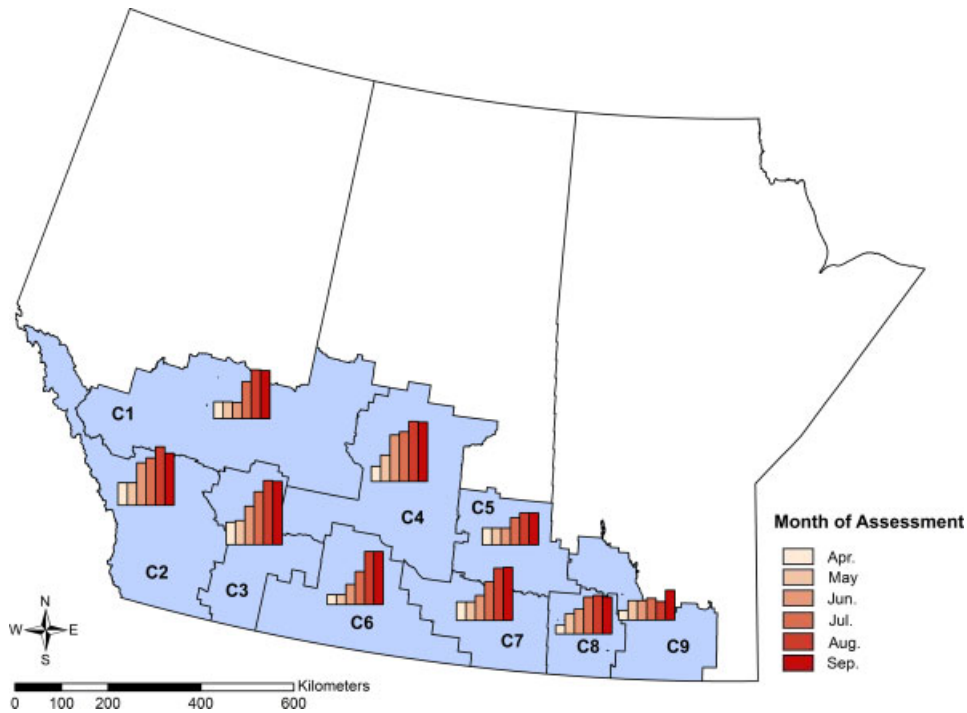 C1
C5
C4
C2
C3
C6
C7
C8
C9
Month of Assessment
Apr.
May
Jun.
Jul.
Aug.
Sep.
N
W E
S
Kilometers
0 100 200 400 600